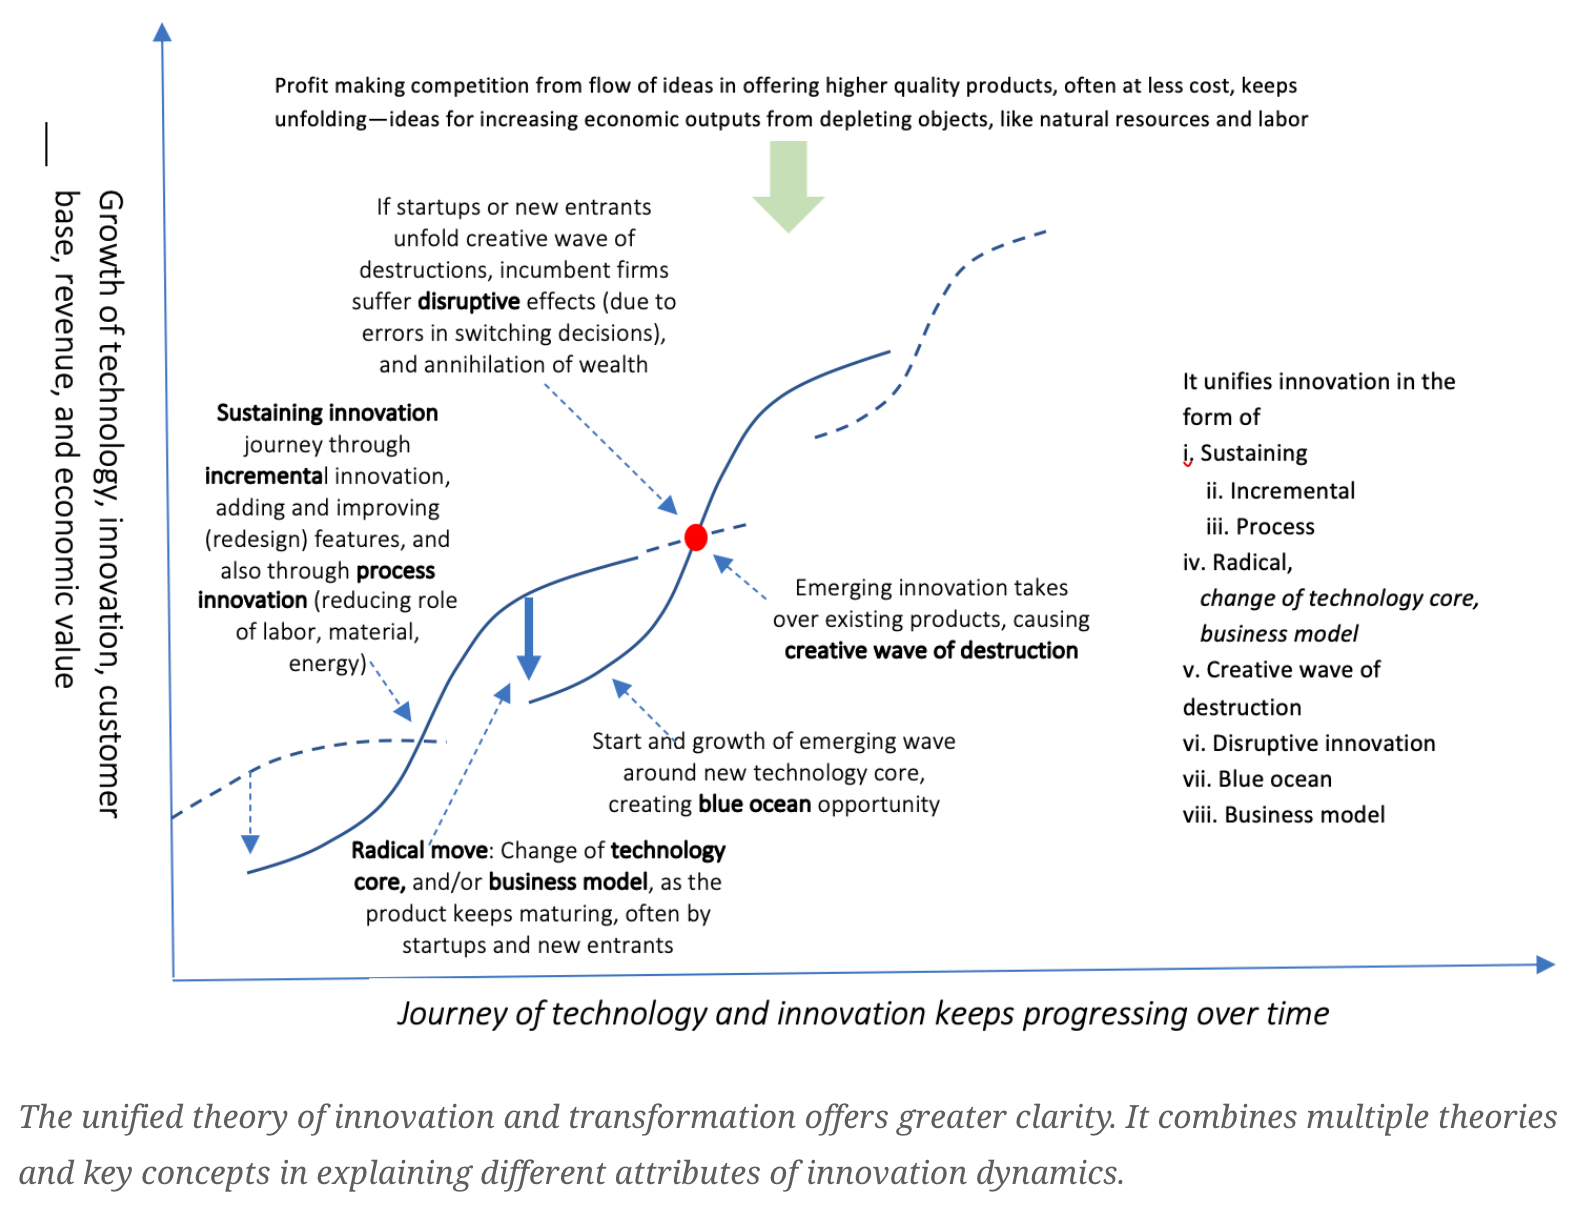 Profit making competition from flow of ideas in offering higher quality products, often at less cost, keeps
unfolding—ideas for increasing economic outputs from depleting objects, like natural resources and labor
If startups or new entrants
unfold creative wave of
destructions, incumbent firms
suffer disruptive effects (due to
errors in switching decisions),
and annihilation of wealth
Growth of technology, innovation, customer
base, revenue, and economic value
Sustaining innovation
journey through
incremental innovation,
adding and improving
(redesign) features, and
also through process
innovation (reducing role
of labor, material,
energy)
Emerging innovation takes
over existing products, causing
creative wave of destruction
Start and growth of emerging wave
around new technology core,
creating blue ocean opportunity
Radical move: Change of technology
core, and/or business model, as the
product keeps maturing, often by
startups and new entrants
It unifies innovation in the
form of
i. Sustaining
ii. Incremental
iii. Process
iv. Radical,
change of technology core,
business model
v. Creative wave of
destruction
vi. Disruptive innovation
vii. Blue ocean
viii. Business model
Journey of technology and innovation keeps progressing over time
The unified theory of innovation and transformation offers greater clarity. It combines multiple theories
and key concepts in explaining different attributes of innovation dynamics.